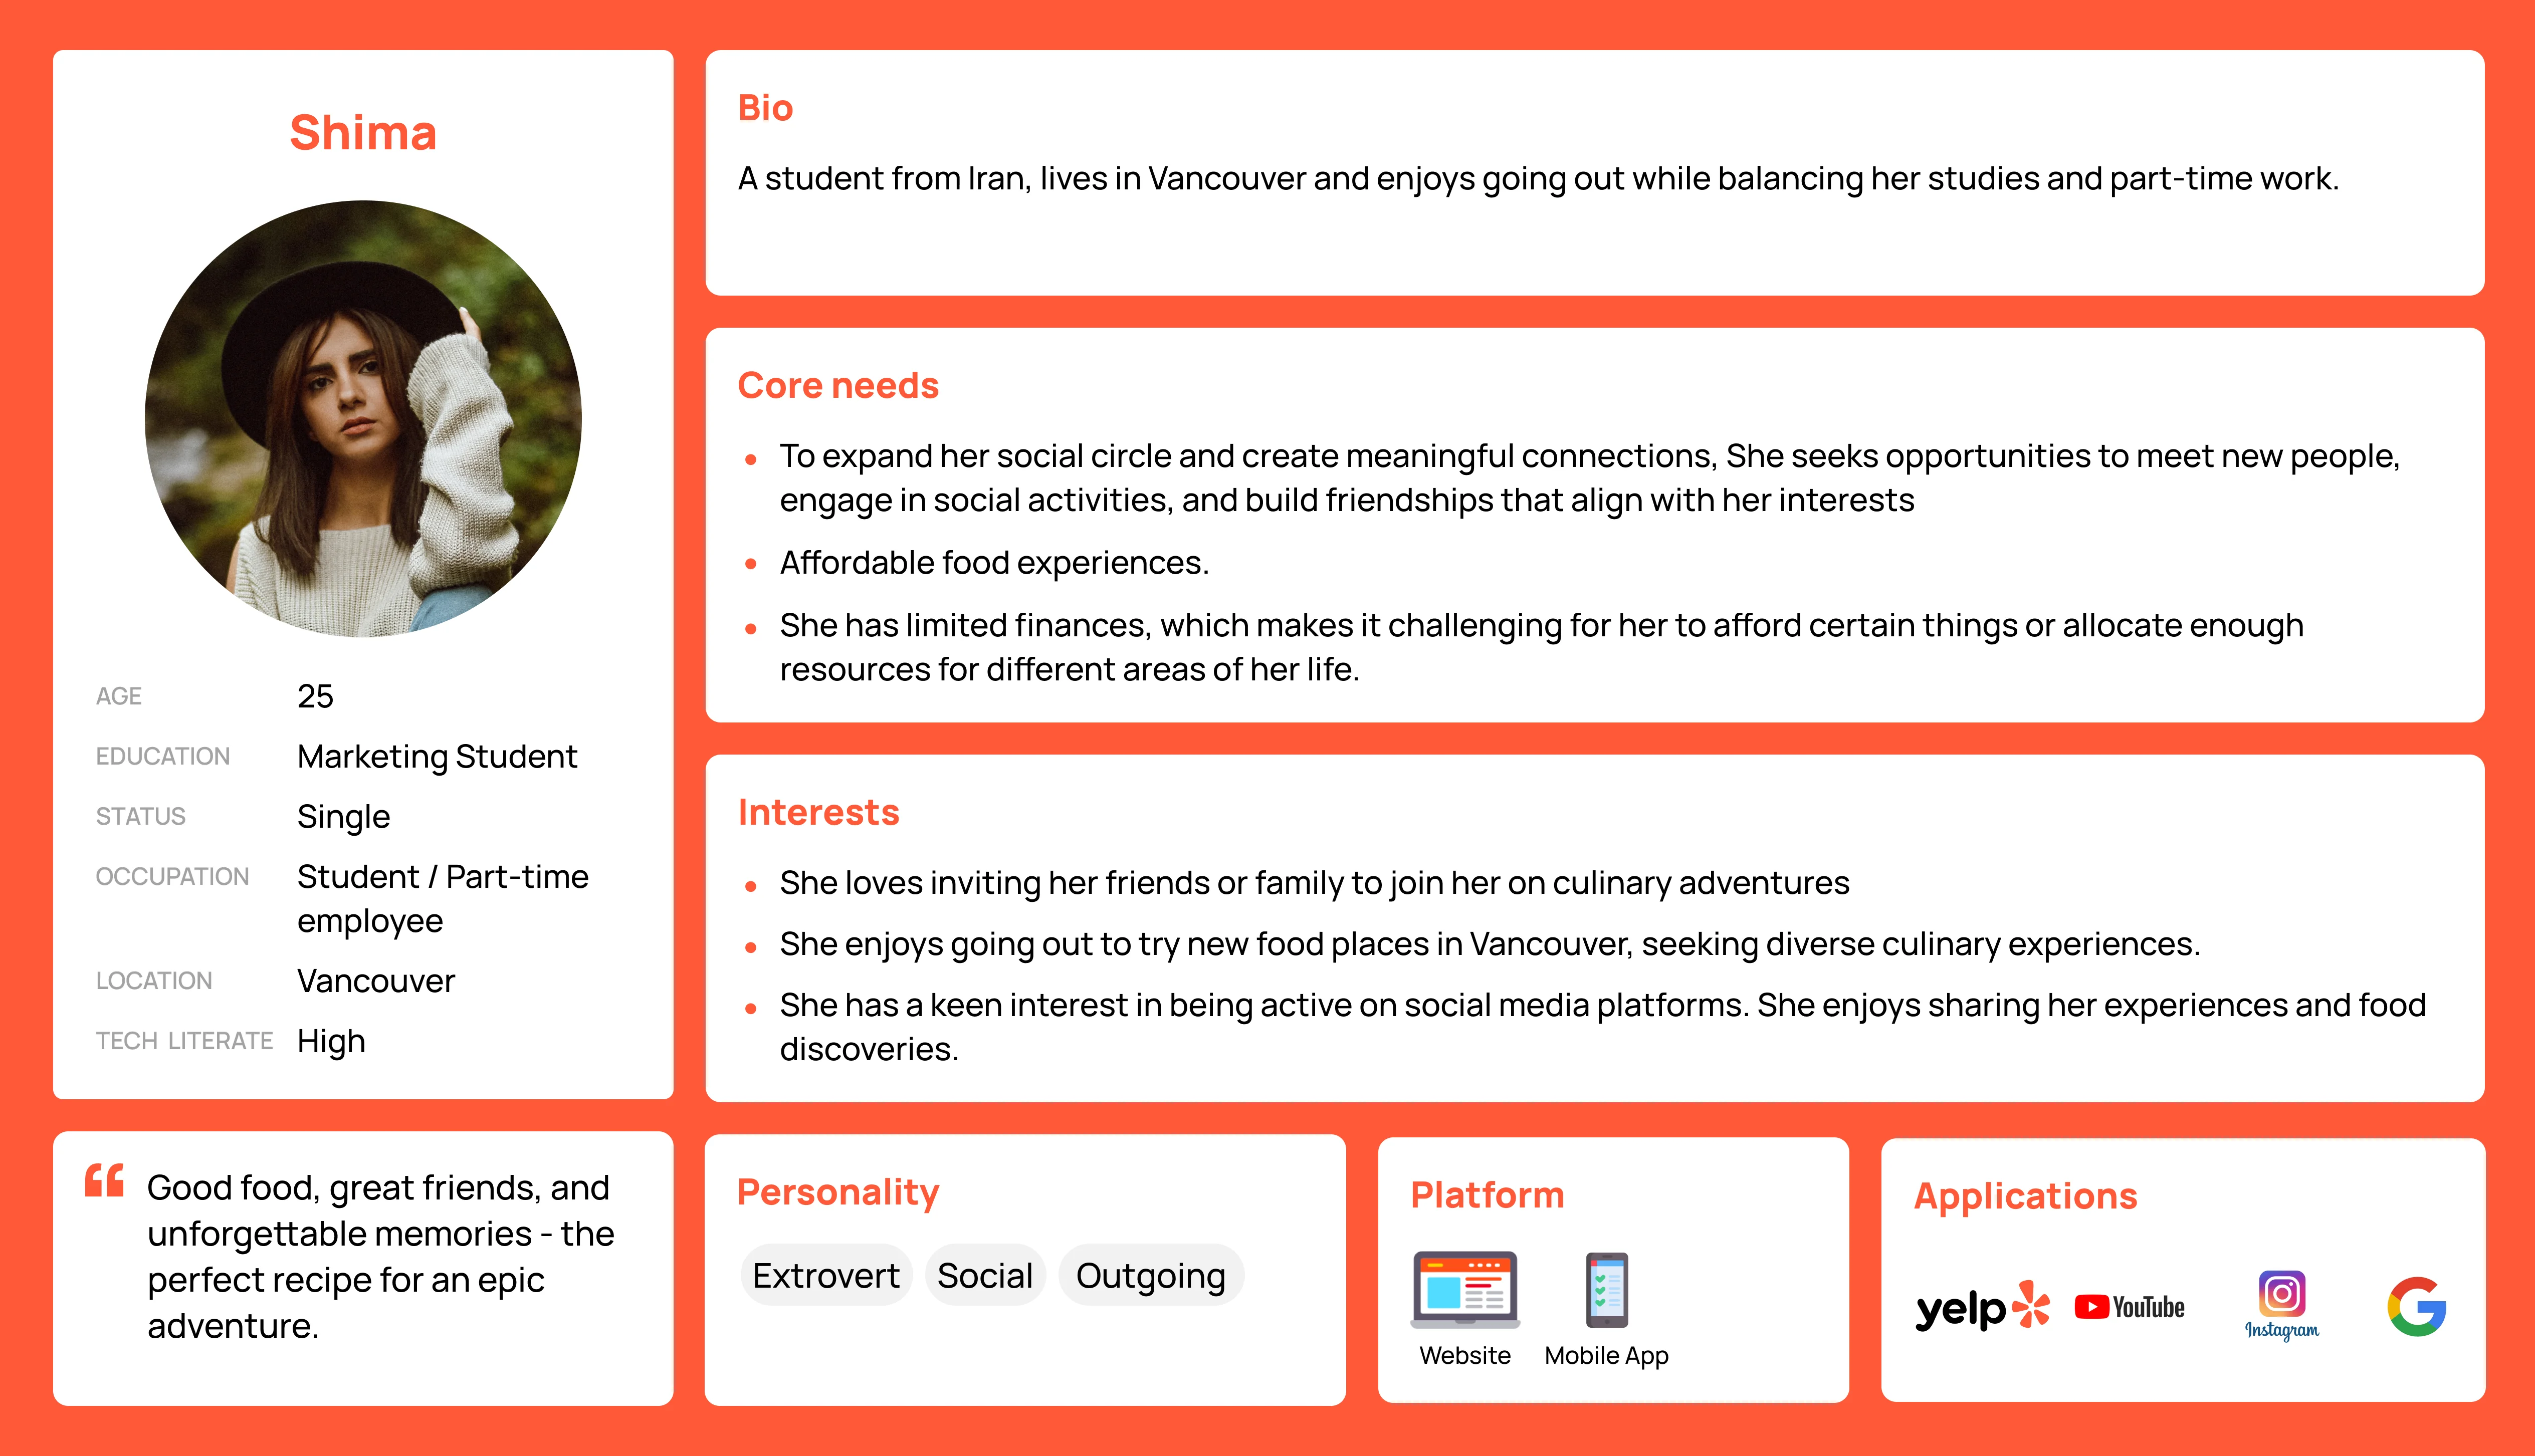 Shima
AGE 25
EDUCATION Marketing Student
STATUS Single
OCCUPATION Student / Part-time
employee
LOCATION Vancouver
TECH LITERATE High
“ Good food, great friends, and
unforgettable memories - the
perfect recipe for an epic
adventure.
Bio
A student from Iran, lives in Vancouver and enjoys going out while balancing her studies and part-time work.
Core needs
• To expand her social circle and create meaningful connections, She seeks opportunities to meet new people,
engage in social activities, and build friendships that align with her interests
• Affordable food experiences.
• She has limited finances, which makes it challenging for her to afford certain things or allocate enough
resources for different areas of her life.
Interests
• She loves inviting her friends or family to join her on culinary adventures
• She enjoys going out to try new food places in Vancouver, seeking diverse culinary experiences.
• She has a keen interest in being active on social media platforms. She enjoys sharing her experiences and food
discoveries.
Personality
Extrovert Social Outgoing
Platform
Website Mobile App
Applications
yelp YouTube Instagram G